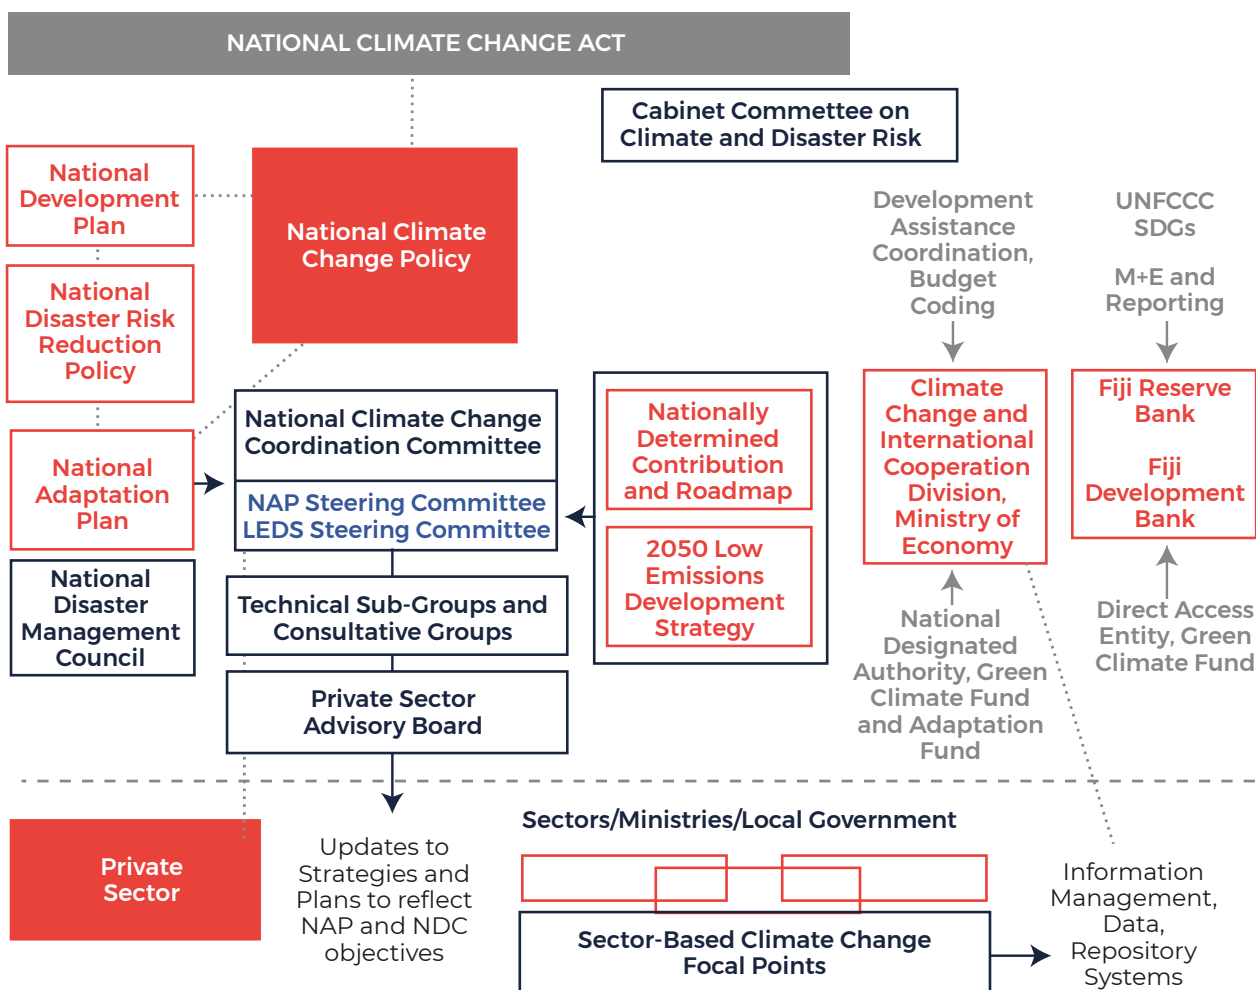 NATIONAL CLIMATE CHANGE ACT
Cabinet Commettee on
Climate and Disaster Risk
National
Development
Plan
National Climate
Change Policy
Development
Assistance
Coordination,
Budget
Coding
UNFCCC
SDGs
M+E and
Reporting
National
Disaster Risk
Reduction
Policy
National
Adaptation
Plan
National Climate Change
Coordination Committee
NAP Steering Committee
LEDS Steering Committee
Nationally
Determined
Contribution
and Roadmap
2050 Low
Emissions
Development
Strategy
Climate
Change and
International
Cooperation
Division,
Ministry of
Economy
Fiji Reserve
Bank
Fiji
Development
Bank
National
Disaster
Management
Council
Technical Sub-Groups and
Consultative Groups
Private Sector
Advisory Board
National
Designated
Authority, Green
Climate Fund
and Adaptation
Fund
Direct Access
Entity, Green
Climate Fund
Private
Sector
Updates to
Strategies and
Plans to reflect
NAP and NDC
objectives
Sectors/Ministries/Local Government
Sector-Based Climate Change
Focal Points
Information
Management,
Data,
Repository
Systems